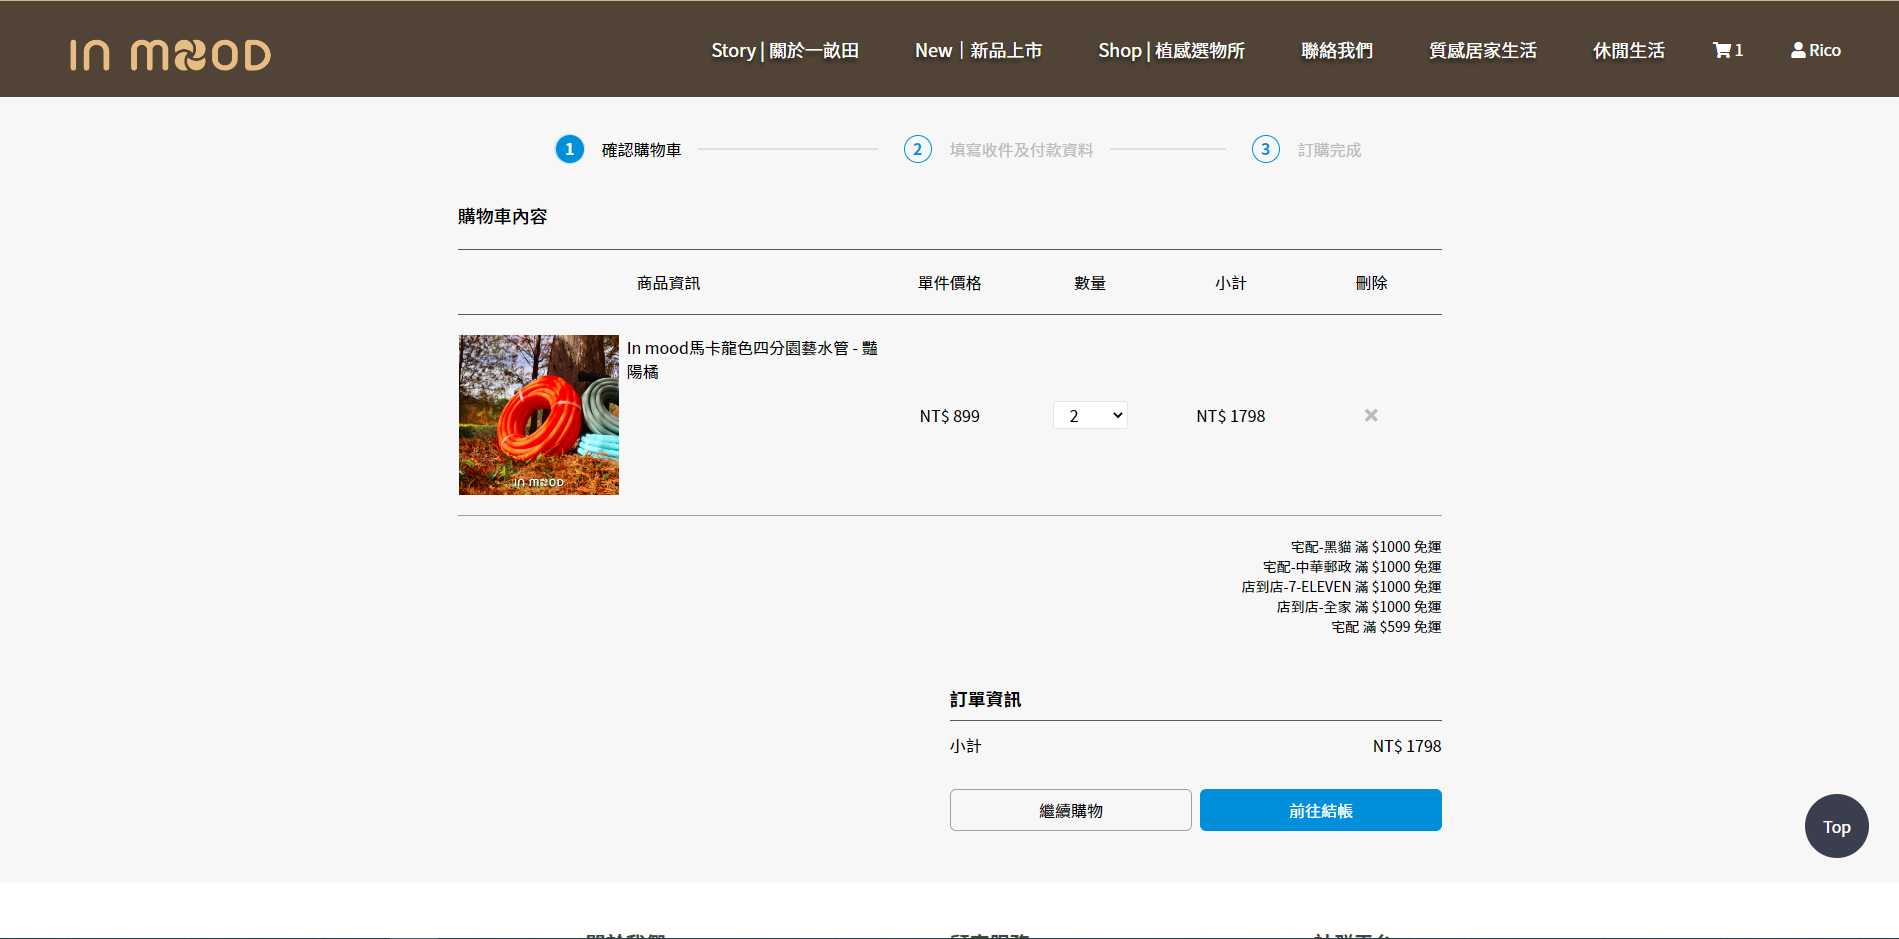 In mOOD
Story | 關於一畝田
New｜新品上市
Shop | 植感選物所
聯絡我們
質感居家生活
休閒生活
1
Rico
1 確認購物車
2 填寫收件及付款資料
3 訂購完成
購物車內容
商品資訊 單件價格 數量 小計 刪除
In mood馬卡龍色四分園藝水管 - 豔
陽橘
In mOOD
NT$ 899 2 NT$ 1798
宅配-黑貓 滿 $1000 免運
宅配-中華郵政 滿 $1000 免運
店到店-7-ELEVEN 滿 $1000 免運
店到店-全家 滿 $1000 免運
宅配 滿 $599 免運
訂單資訊
小計 NT$ 1798
繼續購物 前往結帳
Top